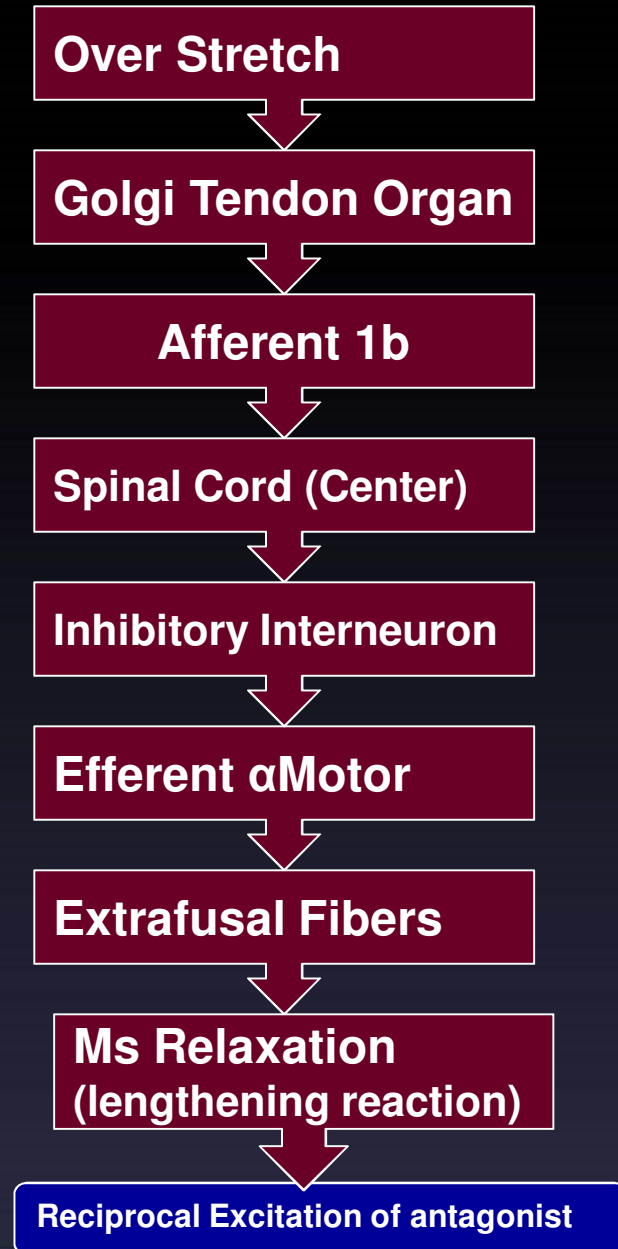 Over Stretch
Golgi Tendon Organ
Afferent 1b
Spinal Cord (Center)
Inhibitory Interneuron
Efferent αMotor
Extrafusal Fibers
Ms Relaxation
(lengthening reaction)
Reciprocal Excitation of antagonist